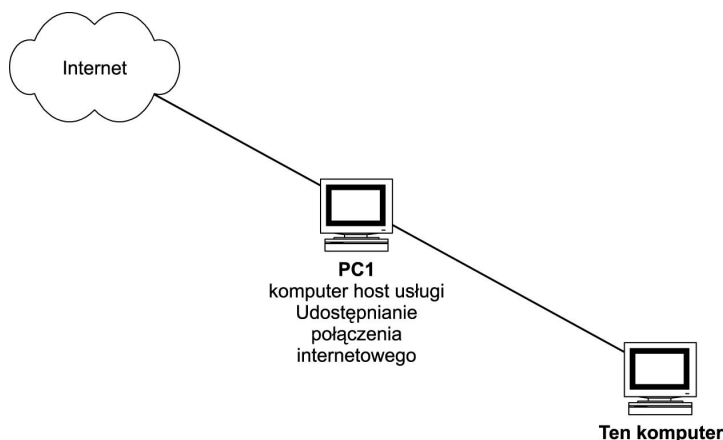 Internet
PC1
komputer host usługi
Udostępnianie
połączenia
internetowego
Ten komputer